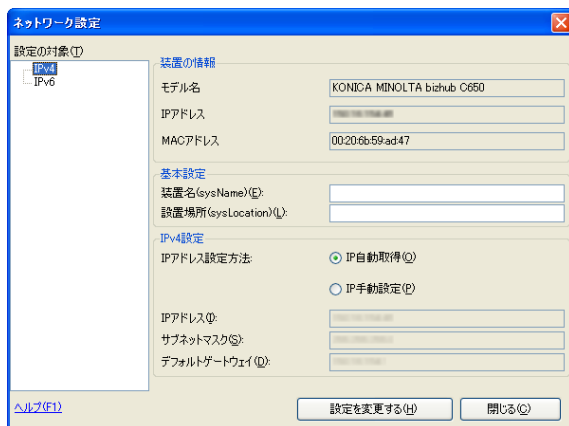 ネットワーク設定
設定の対象(T)
IPv4
IPv6
装置の情報
モデル名 KONICA MINOLTA bizhub C650
IPアドレス
MACアドレス 00:20:6b:59:ad:47
基本設定
装置名(sysName)(E):
設置場所(sysLocation)(L):
IPv4設定
IPアドレス設定方法: IP自動取得(O)
IP手動設定(P)
IPアドレス(I):
サブネットマスク(S):
デフォルトゲートウェイ(D):
ヘルプ(F1) 設定を変更する(H) 閉じる(C)